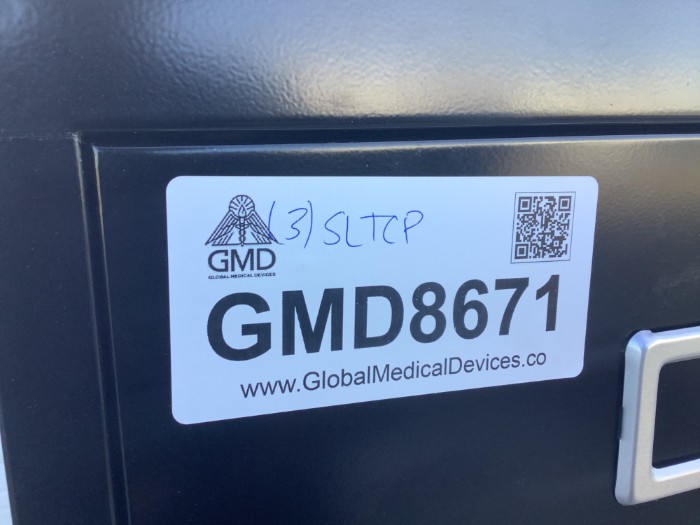 (3) SLTCP
GMD
GLOBAL MEDICAL DEVICES
GMD8671
www.GlobalMedicalDevices.co